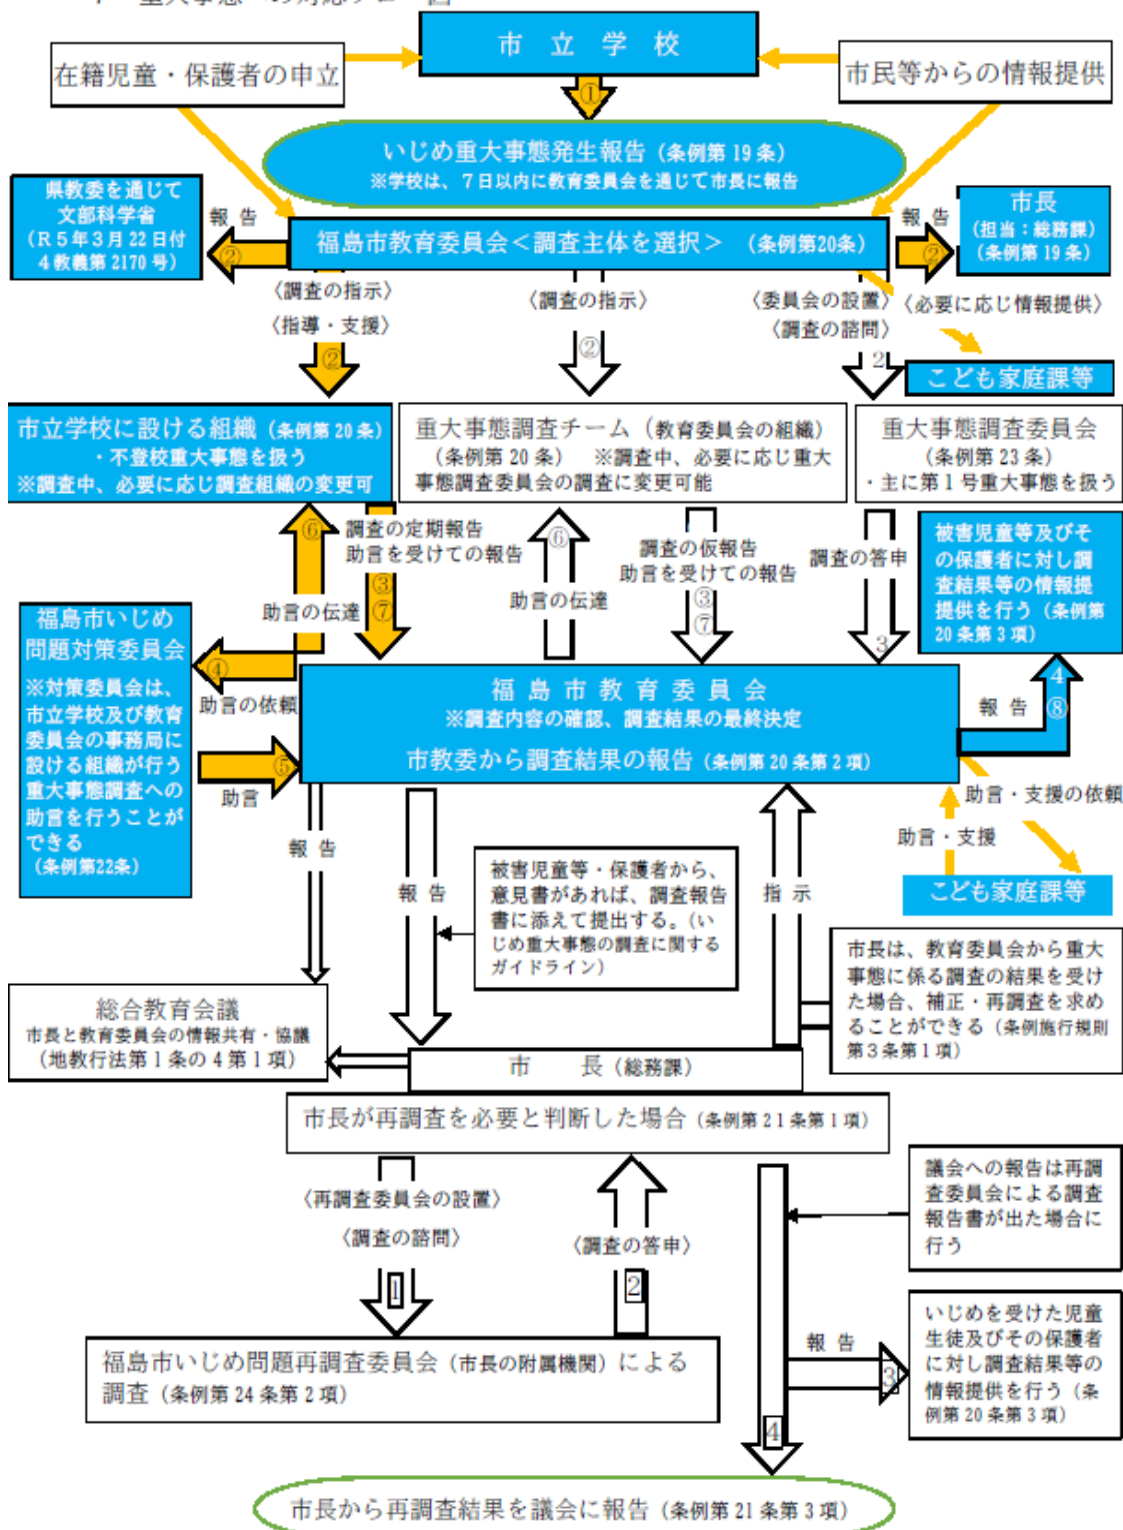 市 立 学 校
在籍児童・保護者の申立
市民等からの情報提供
①
いじめ重大事態発生報告(条例第19条)
※学校は、7日以内に教育委員会を通じて市長に報告
県教委を通じて
文部科学省
(R5年3月22日付
4教義第2170号)
報 告
②
福島市教育委員会<調査主体を選択> (条例第20条)
報 告
②
市長
(担当:総務課)
(条例第19条)
〈調査の指示〉
〈指導・支援〉
②
〈調査の指示〉
②
〈委員会の設置〉
〈調査の諮問〉
2
〈必要に応じ情報提供〉
こども家庭課等
市立学校に設ける組織(条例第20条)
・不登校重大事態を扱う
※調査中、必要に応じ調査組織の変更可
重大事態調査チーム(教育委員会の組織)
(条例第20条) ※調査中、必要に応じ重大
事態調査委員会の調査に変更可能
重大事態調査委員会
(条例第23条)
・主に第1号重大事態を扱う
⑥
調査の定期報告
助言を受けての報告
③
⑦
助言の伝達
⑥
助言の伝達
調査の仮報告
助言を受けての報告
③
⑦
調査の答申
3
被害児童等及びそ
の保護者に対し調
査結果等の情報提
提供を行う(条例第
20条第3項)
福島市いじめ
問題対策委員会
※対策委員会は、
市立学校及び教育
委員会の事務局に
設ける組織が行う
重大事態調査への
助言を行うことが
できる
(条例第22条)
④
助言の依頼
⑤
助言
福 島 市 教 育 委 員 会
※調査内容の確認、調査結果の最終決定
市教委から調査結果の報告(条例第20条第2項)
報 告
4
⑧
助言・支援の依頼
助言・支援
こども家庭課等
報 告
報 告
被害児童等・保護者から、
意見書があれば、調査報告
書に添えて提出する。(い
じめ重大事態の調査に関する
ガイドライン)
指 示
市長は、教育委員会から重大
事態に係る調査の結果を受け
た場合、補正・再調査を求め
ることができる(条例施行規則
第3条第1項)
総合教育会議
市長と教育委員会の情報共有・協議
(地教行法第1条の4第1項)
市 長(総務課)
市長が再調査を必要と判断した場合(条例第21条第1項)
〈再調査委員会の設置〉
〈調査の諮問〉
1
〈調査の答申〉
2
議会への報告は再調
査委員会による調査
報告書が出た場合に
行う
福島市いじめ問題再調査委員会(市長の附属機関)による
調査(条例第24条第2項)
報 告
3
いじめを受けた児童
生徒及びその保護者
に対し調査結果等の
情報提供を行う(条
例第20条第3項)
4
市長から再調査結果を議会に報告(条例第21条第3項)